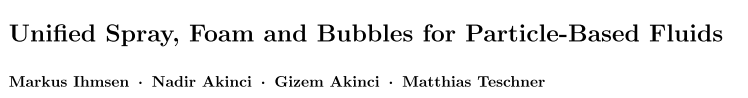 Unified Spray, Foam and Bubbles for Particle-Based Fluids
Markus Ihmsen · Nadir Akinci · Gizem Akinci · Matthias Teschner